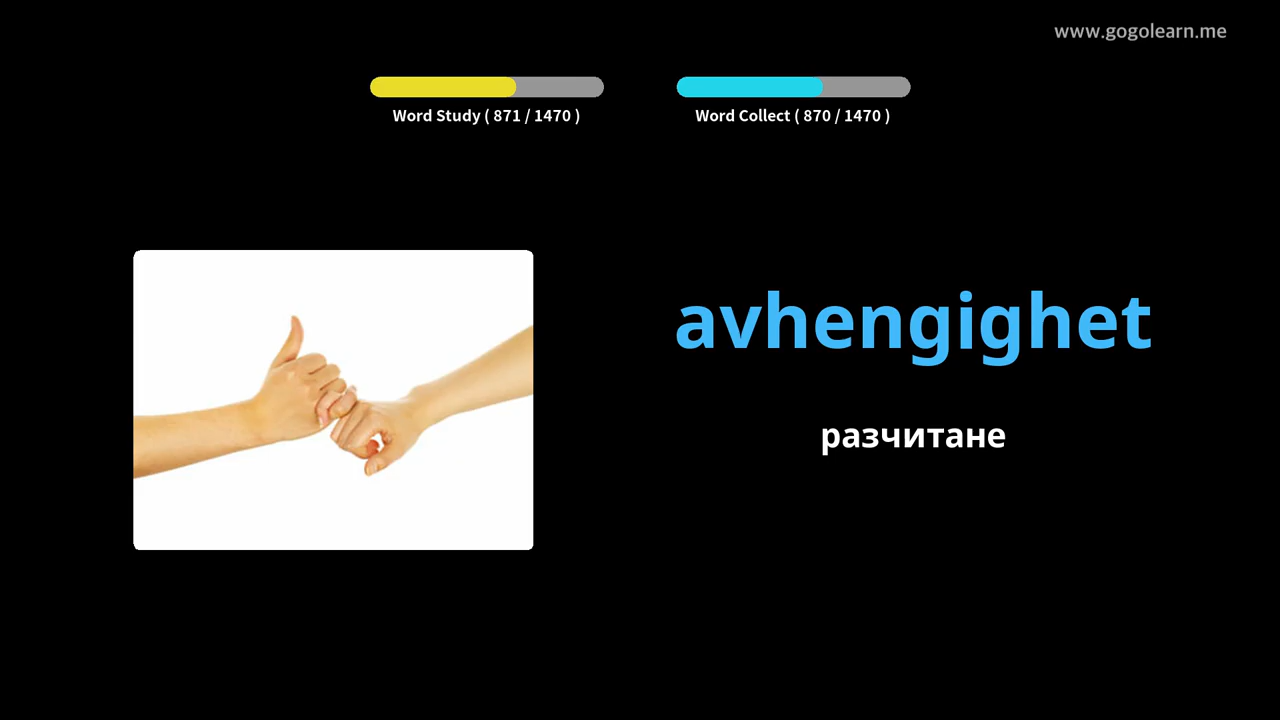 www.gogolearn.me
Word Study ( 871 / 1470 )
Word Collect ( 870 / 1470 )
avhengighet
разчитане